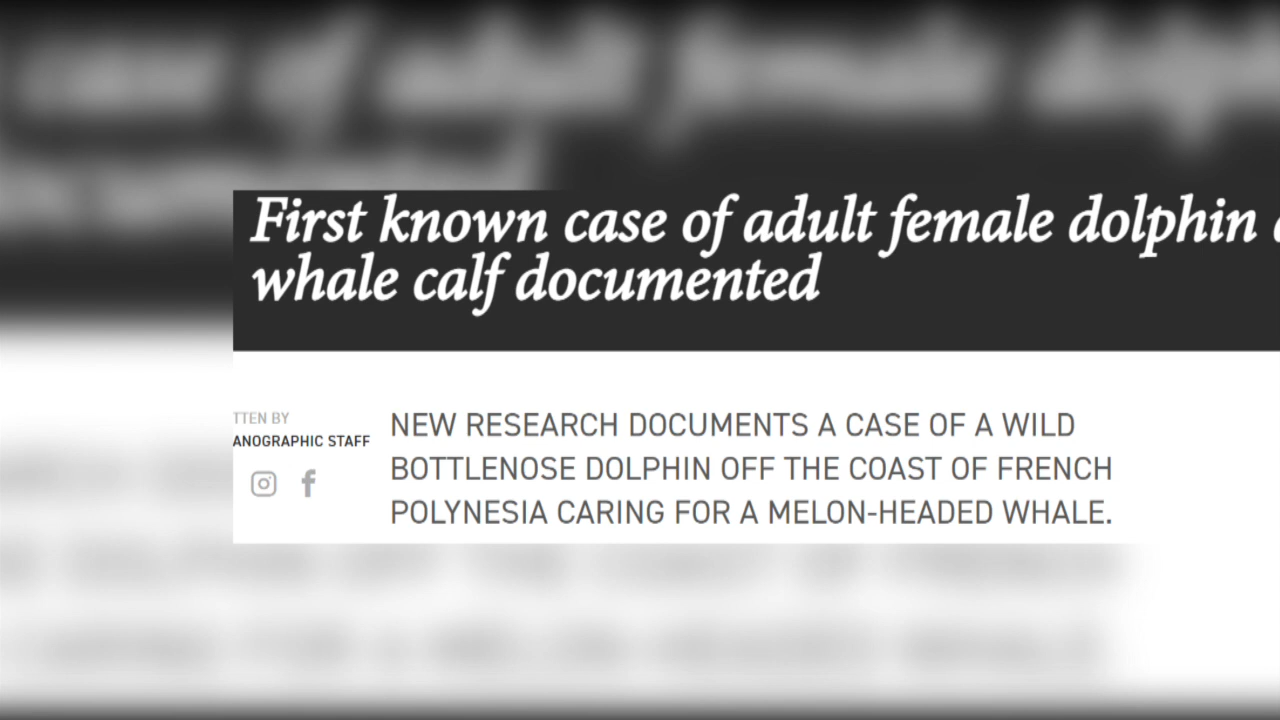 First known case of adult female dolphin
whale calf documented
TTEN BY
ANOGRAPHIC STAFF
NEW RESEARCH DOCUMENTS A CASE OF A WILD
BOTTLENOSE DOLPHIN OFF THE COAST OF FRENCH
POLYNESIA CARING FOR A MELON-HEADED WHALE.